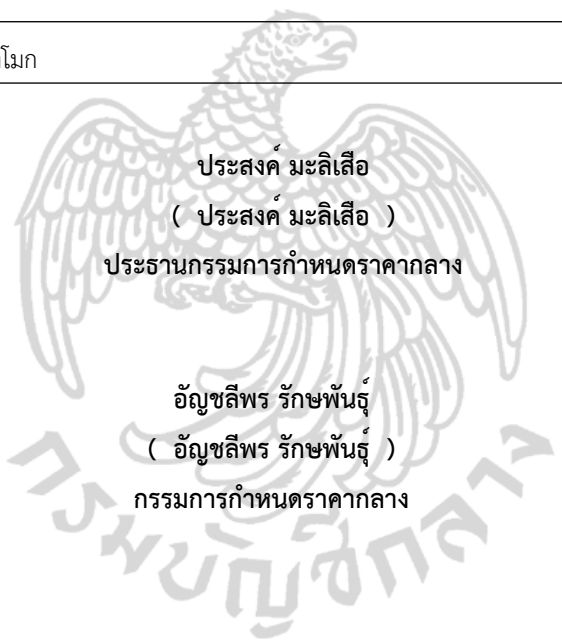 ประสงค์ มะลิเสือ
( ประสงค์ มะลิเสือ )
ประธานกรรมการกำหนดราคากลาง
อัญชลีพร รักษพันธุ์
( อัญชลีพร รักษพันธุ์ )
กรรมการกำหนดราคากลาง
กรมบัญชีกลาง